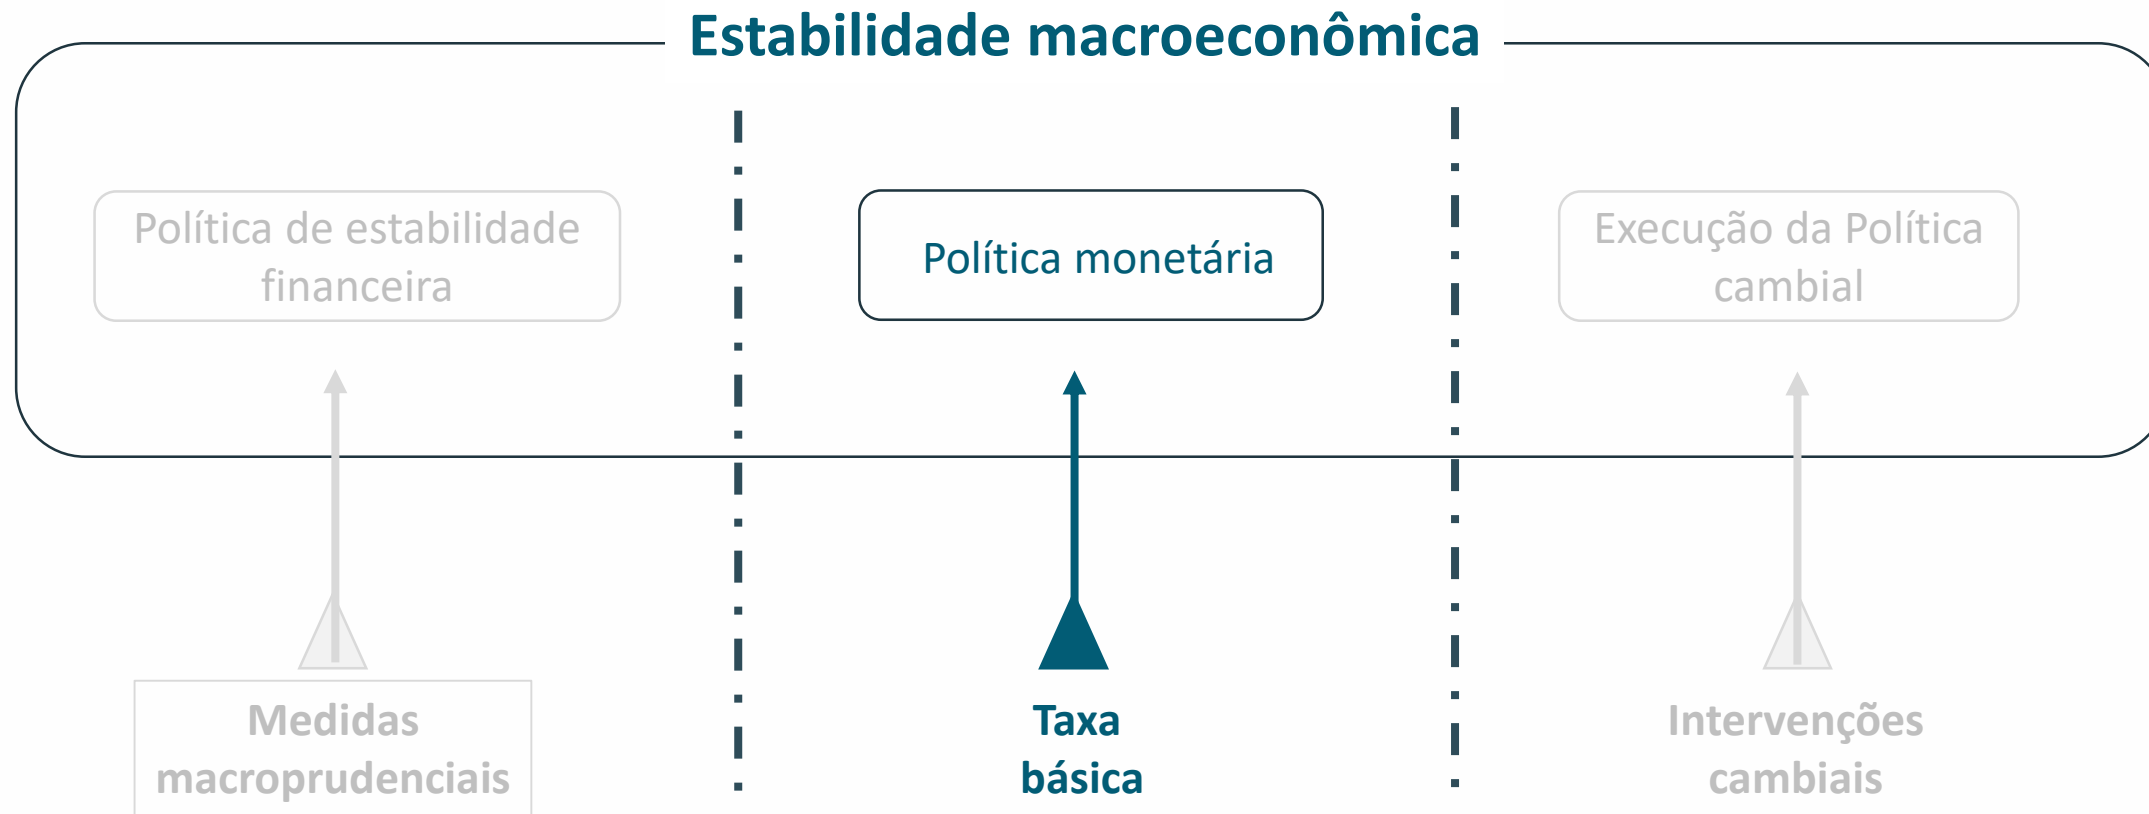 Estabilidade macroeconômica
Política de estabilidade
financeira
Política monetária
Execução da Política
cambial
Medidas
macroprudenciais
Taxa
básica
Intervenções
cambiais